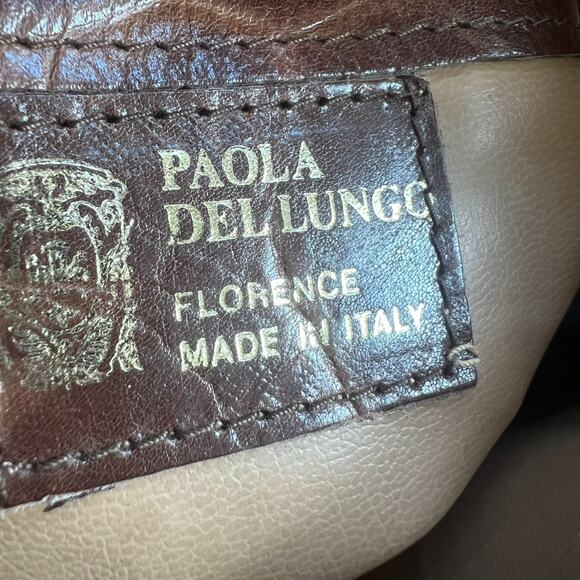 PAOLA
DEL LUNGO
FLORENCE
MADE IN ITALY